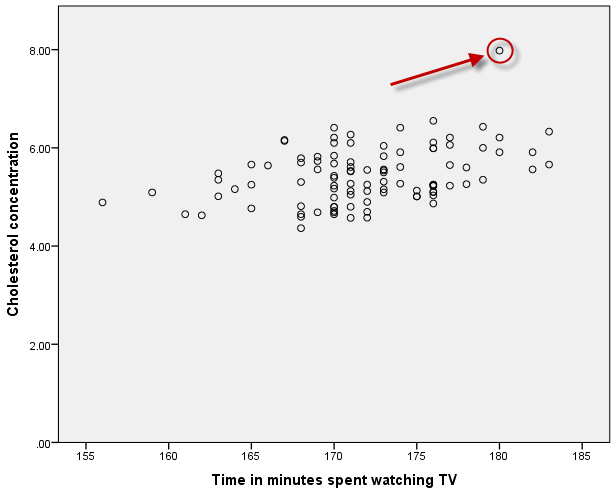 8.00
6.00
4.00
2.00
.00
Cholesterol concentration
155 160 165 170 175 180 185
Time in minutes spent watching TV